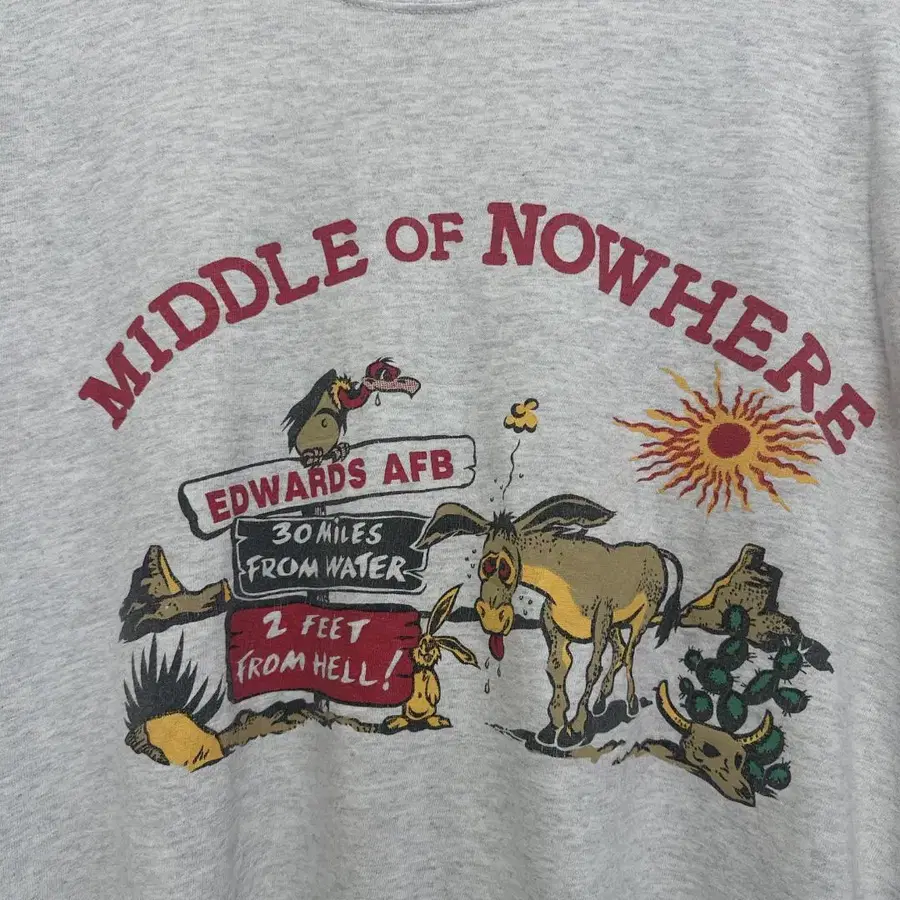 MIDDLE OF NOWHERE
EDWARDS AFB
30 MILES
FROM WATER
2 FEET
FROM HELL!